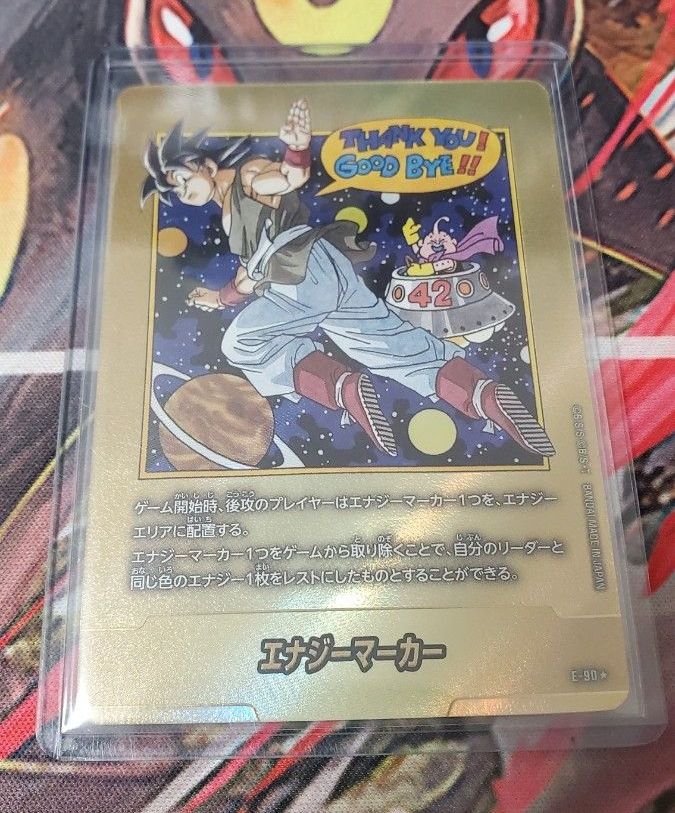 THANK YOU!
GOOD BYE!!
42
ゲーム開始時、後攻のプレイヤーはエナジーマーカー1つを、エナジー
エリアに配置する。
エナジーマーカー1つをゲームから取り除くことで、自分のリーダーと
同じ色のエナジー1枚をレストにしたものとすることができる。
BANDAI MADE IN JAPAN
エナジーマーカー
E-90★